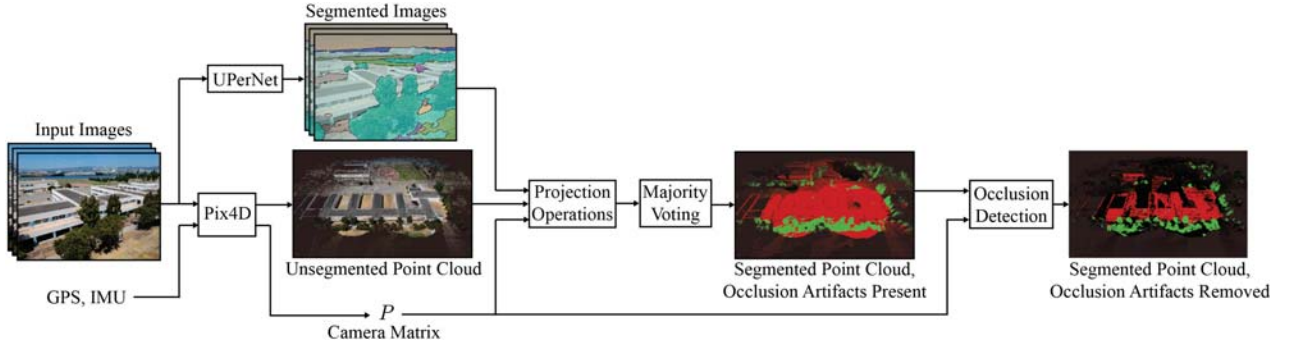 Segmented Images
UPerNet
Input Images
Pix4D
Projection
Operations
Majority
Voting
Occlusion
Detection
Unsegmented Point Cloud
Segmented Point Cloud,
Occlusion Artifacts Present
Segmented Point Cloud,
Occlusion Artifacts Removed
GPS, IMU
P
Camera Matrix